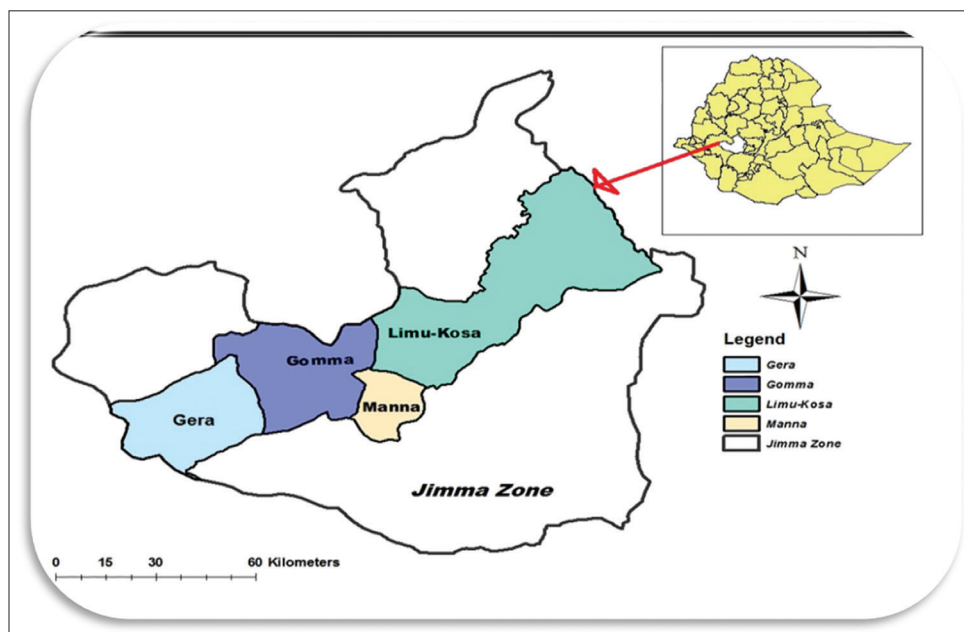 N
Limu-Kosa
Gomma
Manna
Gera
Jimma Zone
Legend
Gera
Gomma
Limu-Kosa
Manna
Jimma Zone
0 15 30 60 Kilometers